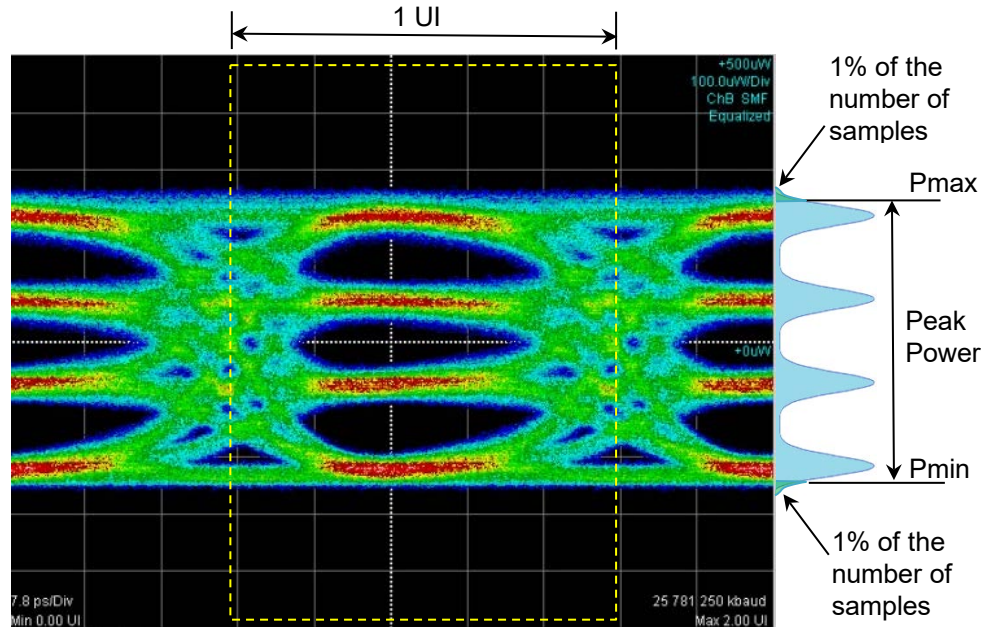 1 UI
+500uW
100.0uW/Div
ChB SMF
Equalized
1% of the
number of
samples
Pmax
Peak
Power
+0uW
Pmin
1% of the
number of
samples
7.8 ps/Div
Min 0.00 UI
25 781 250 kbaud
Max 2.00 UI